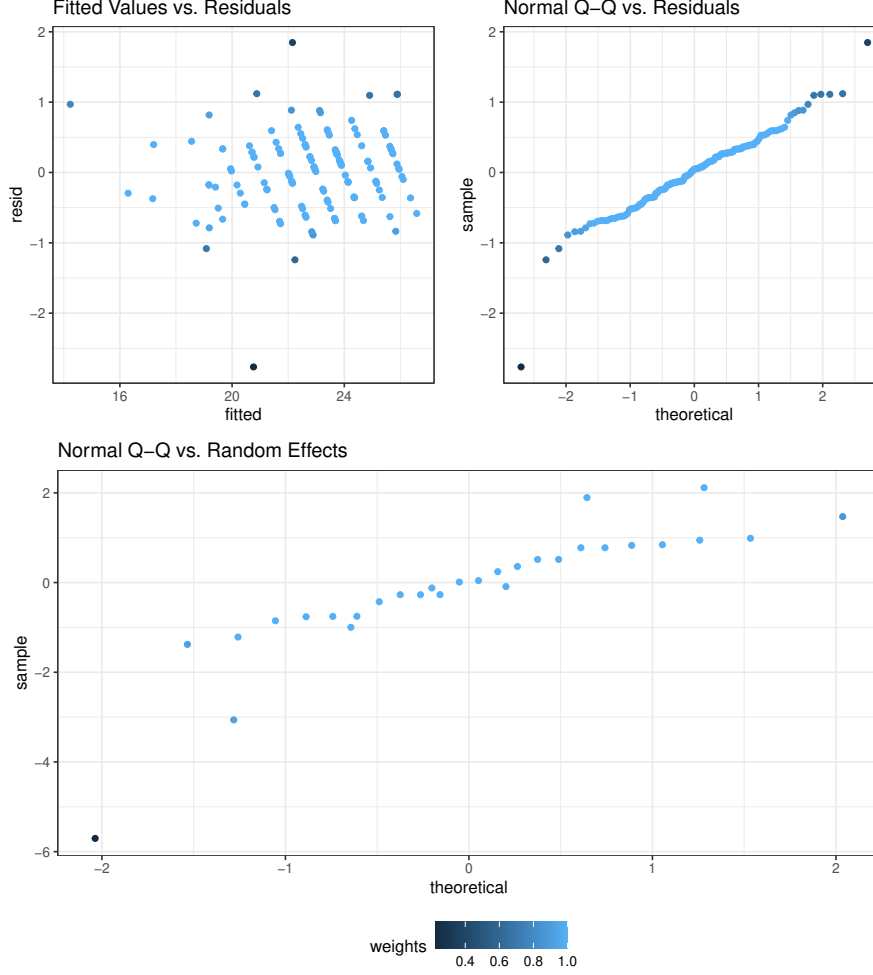 Fitted Values vs. Residuals
2
1
0
−1
−2
resid
16 20 24
fitted
Normal Q−Q vs. Residuals
2
1
0
−1
−2
sample
−2 −1 0 1 2
theoretical
Normal Q−Q vs. Random Effects
2
0
−2
−4
−6
sample
−2 −1 0 1 2
theoretical
weights
0.4 0.6 0.8 1.0